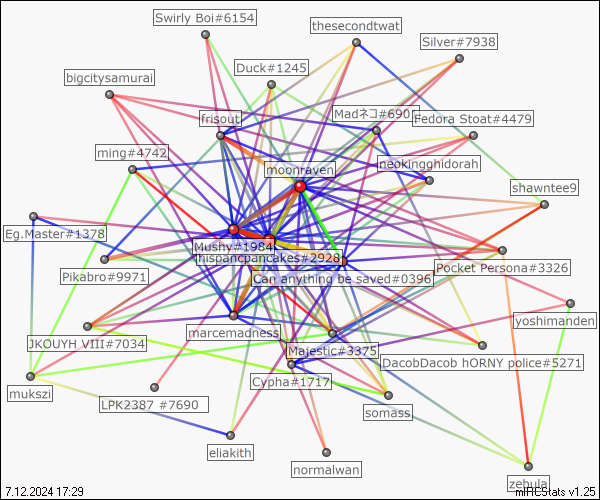 Swirly Boi#6154
thesecondtwat
Silver#7938
Duck#1245
bigcitysamurai
Madネコ#690
Fedora Stoat#4479
frisout
ming#4742
moonraven
neokingghidorah
shawntee9
Eg.Master#1378
Mushy#1984
hispancpancakes#2928
Pikabro#9971
Can anything be saved#0396
Pocket Persona#3326
yoshimanden
marcemadness
JKOUYH VIII#7034
Majestic#3375
DacobDacob hORNY police#5271
Cypha#1717
mukszi
LPK2387 #7690
somass
eliakith
normalwan
zebula
7.12.2024 17:29
mIHCStats v1.25